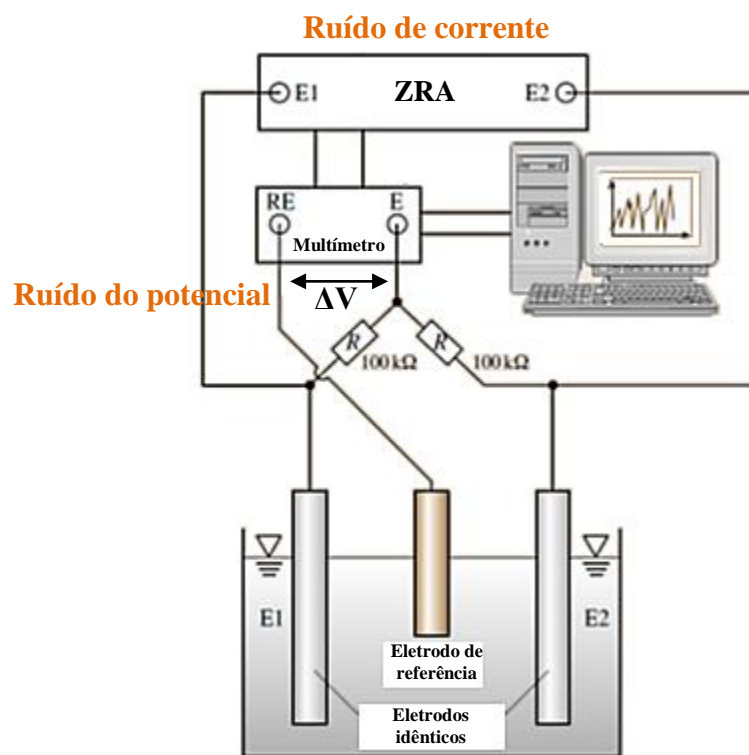 Ruído de corrente
E1 ZRA E2
RE E
Multímetro
Ruído do potencial
ΔV
R R
100 kΩ 100 kΩ
E1 E2
Eletrodo de
referência
Eletrodos
idênticos